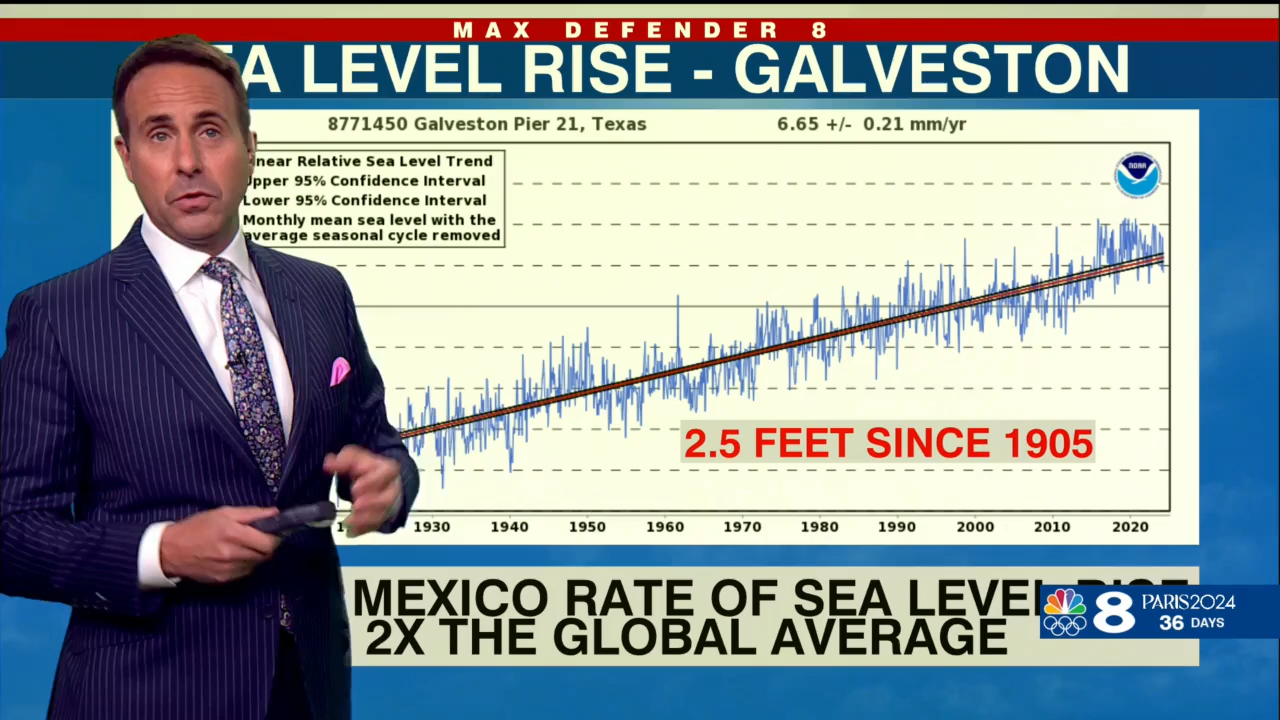 MAX DEFENDER 8
EA LEVEL RISE - GALVESTON
8771450 Galveston Pier 21, Texas 6.65 +/- 0.21 mm/yr
near Relative Sea Level Trend
Upper 95% Confidence Interval
Lower 95% Confidence Interval
Monthly mean sea level with the
average seasonal cycle removed
NOAA
2.5 FEET SINCE 1905
1930 1940 1950 1960 1970 1980 1990 2000 2010 2020
MEXICO RATE OF SEA LEVEL RISE
2X THE GLOBAL AVERAGE
8 PARIS2024
36 DAYS